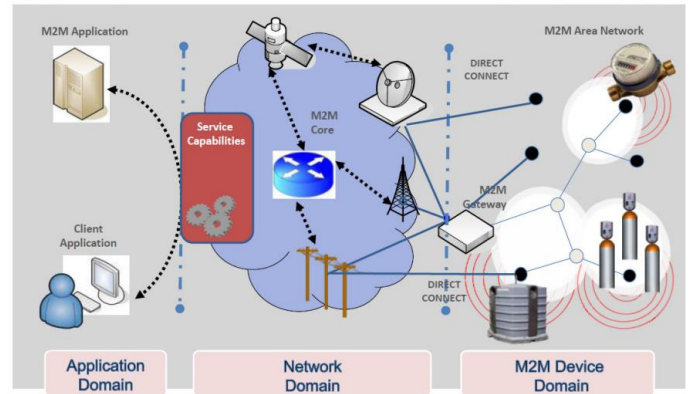 M2M Application
M2M Area Network
DIRECT
CONNECT
M2M
Core
Service
Capabilities
M2M
Gateway
Client
Application
DIRECT
CONNECT
Application
Domain
Network
Domain
M2M Device
Domain